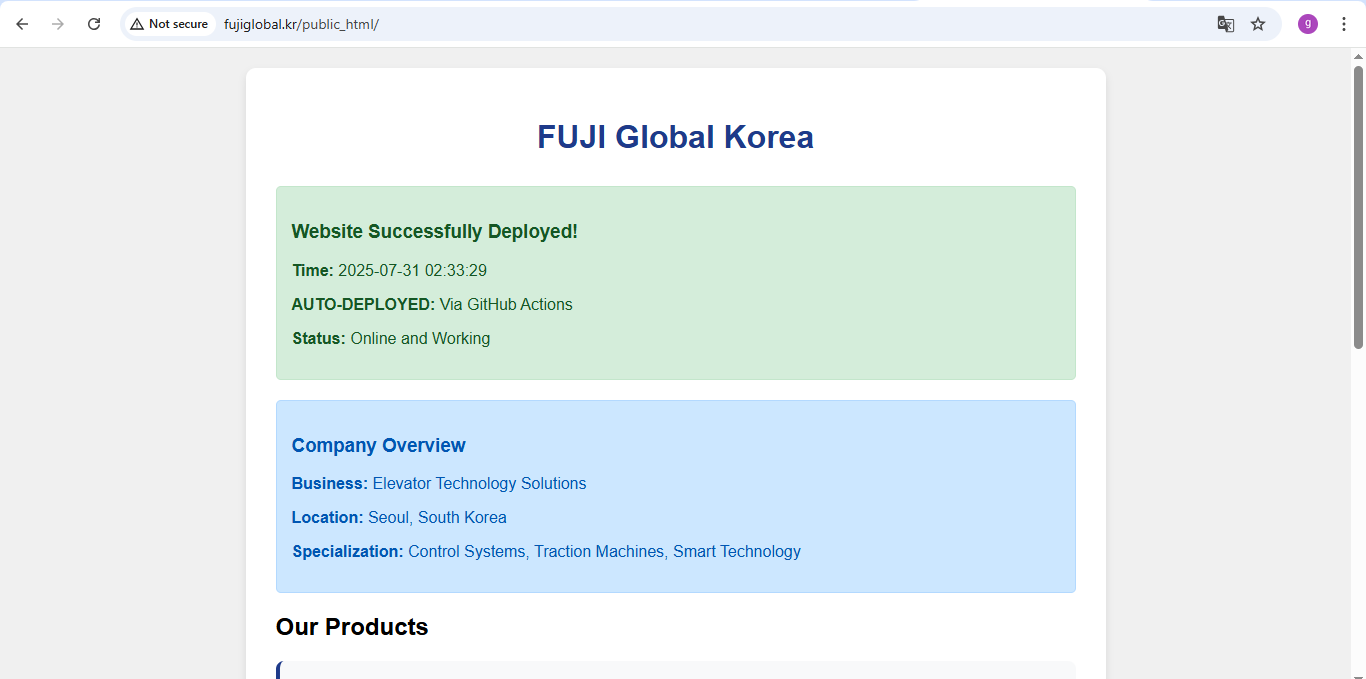 Not secure
fujiglobal.kr/public_html/
g
FUJI Global Korea
Website Successfully Deployed!
Time: 2025-07-31 02:33:29
AUTO-DEPLOYED: Via GitHub Actions
Status: Online and Working
Company Overview
Business: Elevator Technology Solutions
Location: Seoul, South Korea
Specialization: Control Systems, Traction Machines, Smart Technology
Our Products